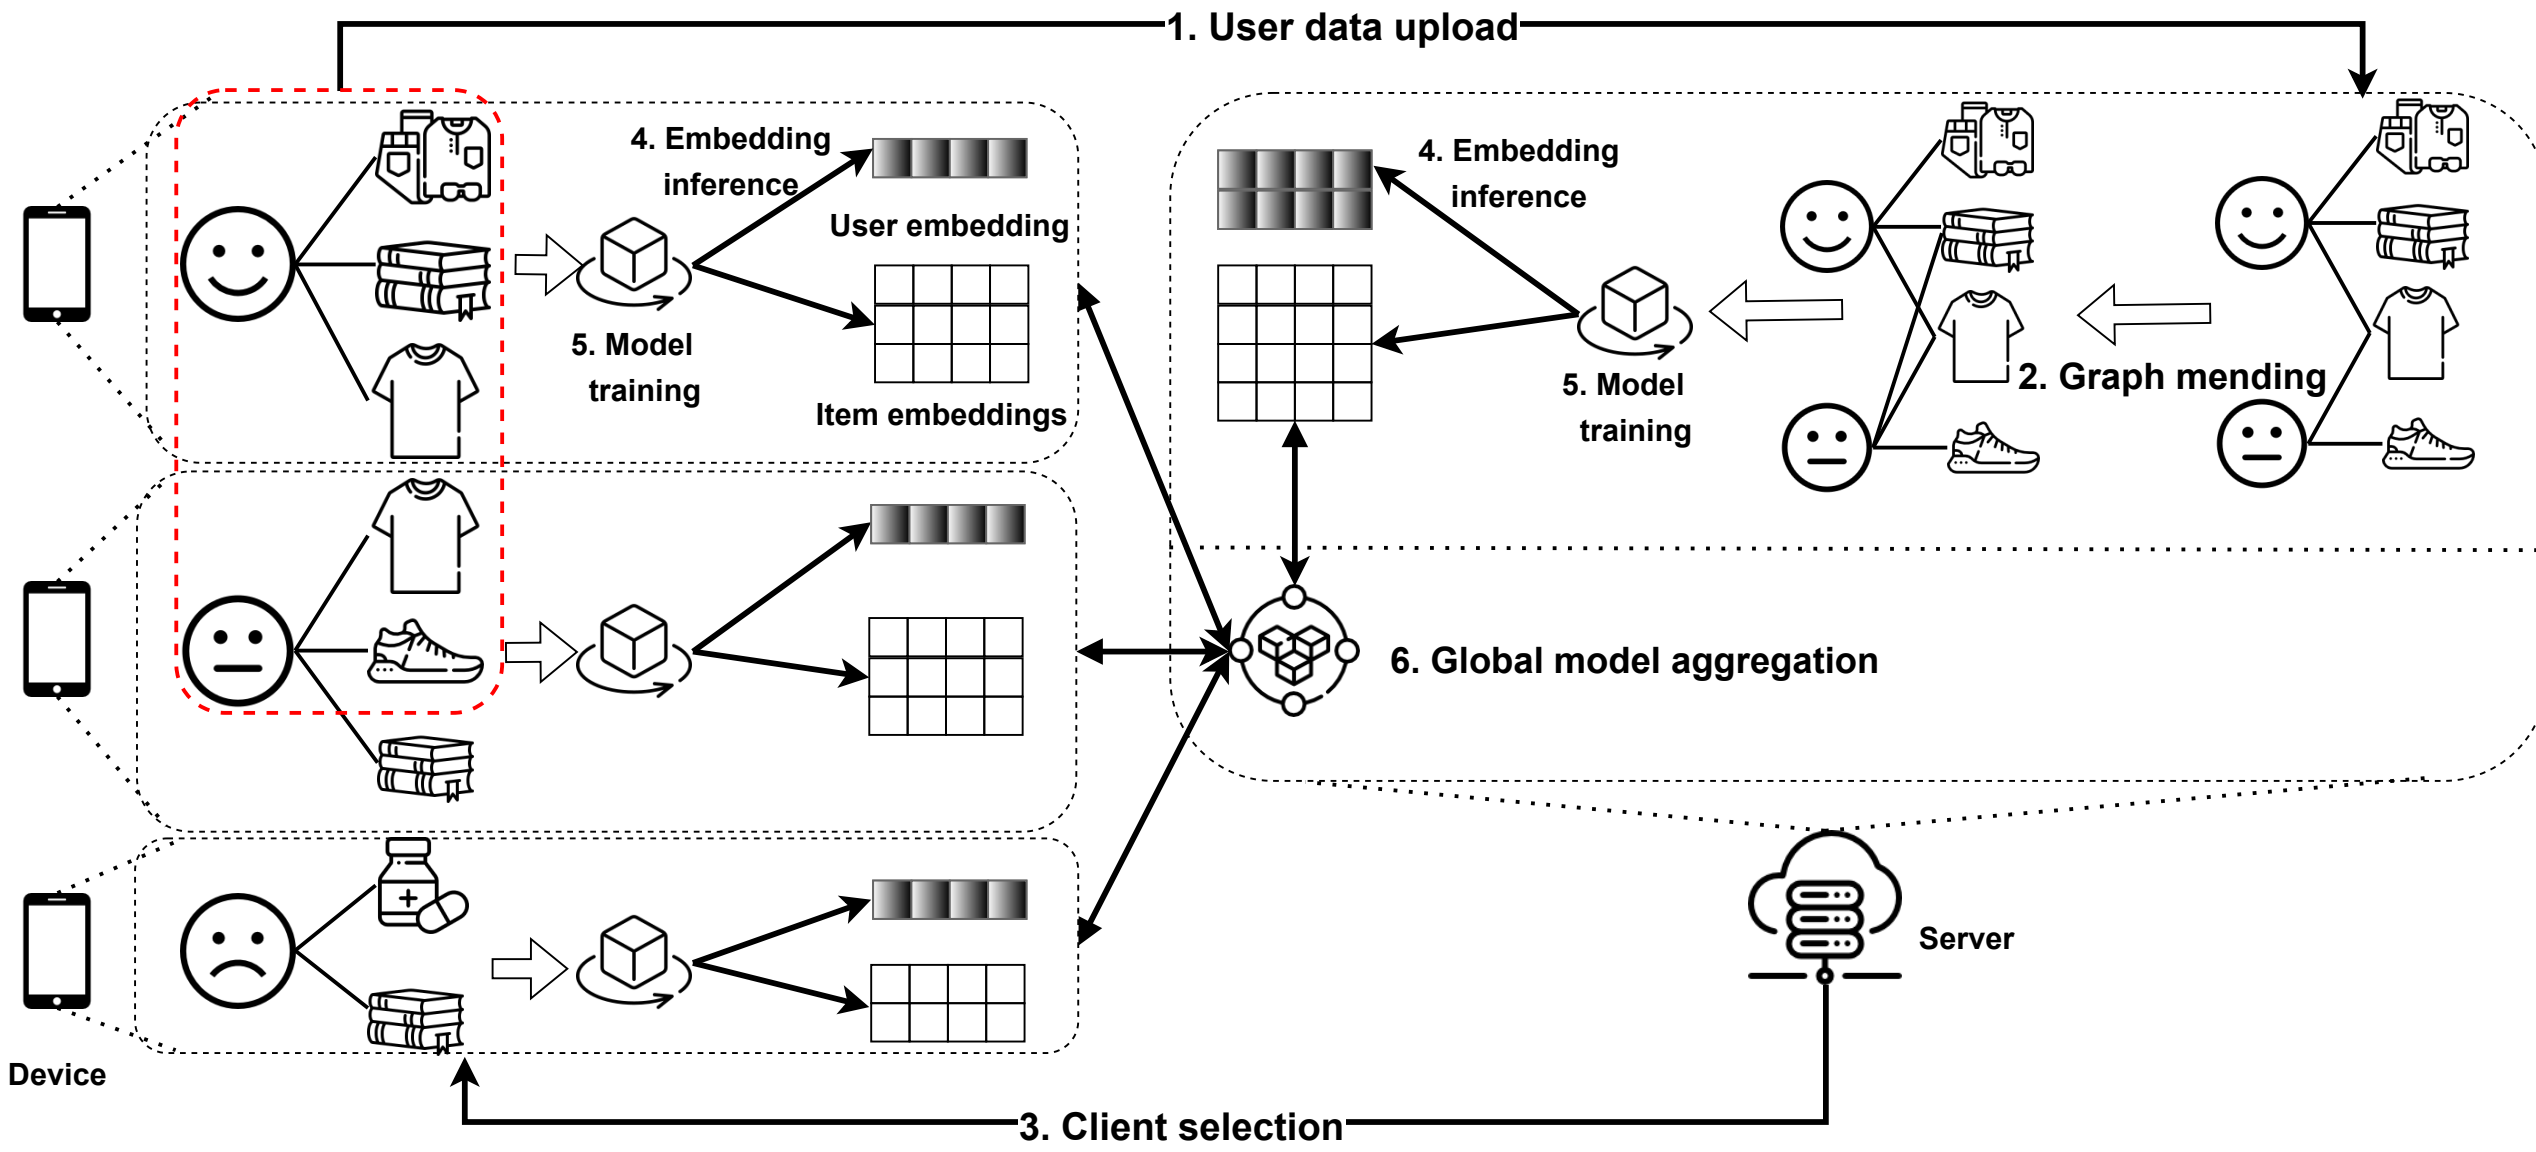 1. User data upload
4. Embedding
inference
User embedding
5. Model
training
Item embeddings
4. Embedding
inference
5. Model
training
2. Graph mending
6. Global model aggregation
Server
Device
3. Client selection